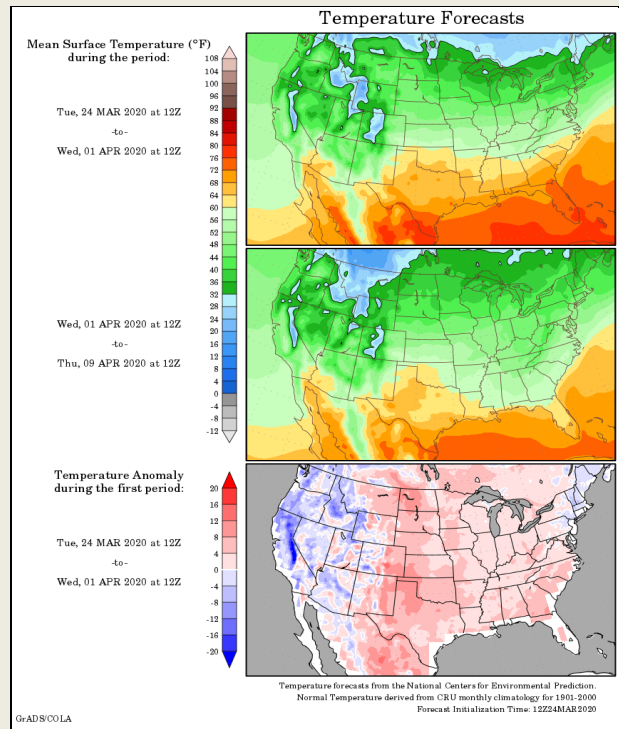 Temperature Forecasts
Mean Surface Temperature (°F)
during the period:
108
104
100
96
92
88
84
80
76
72
68
64
60
56
52
48
44
40
36
32
28
24
20
16
12
8
4
0
-4
-8
-12
Tue, 24 MAR 2020 at 12Z
-to-
Wed, 01 APR 2020 at 12Z
Wed, 01 APR 2020 at 12Z
-to-
Thu, 09 APR 2020 at 12Z
Temperature Anomaly
during the first period:
20
16
12
8
4
0
-4
-8
-12
-16
-20
Tue, 24 MAR 2020 at 12Z
-to-
Wed, 01 APR 2020 at 12Z
Temperature forecasts from the National Centers for Environmental Prediction.
Normal Temperature derived from CRU monthly climatology for 1901-2000
Forecast Initialization Time: 12Z24MAR2020
GrADS/COLA